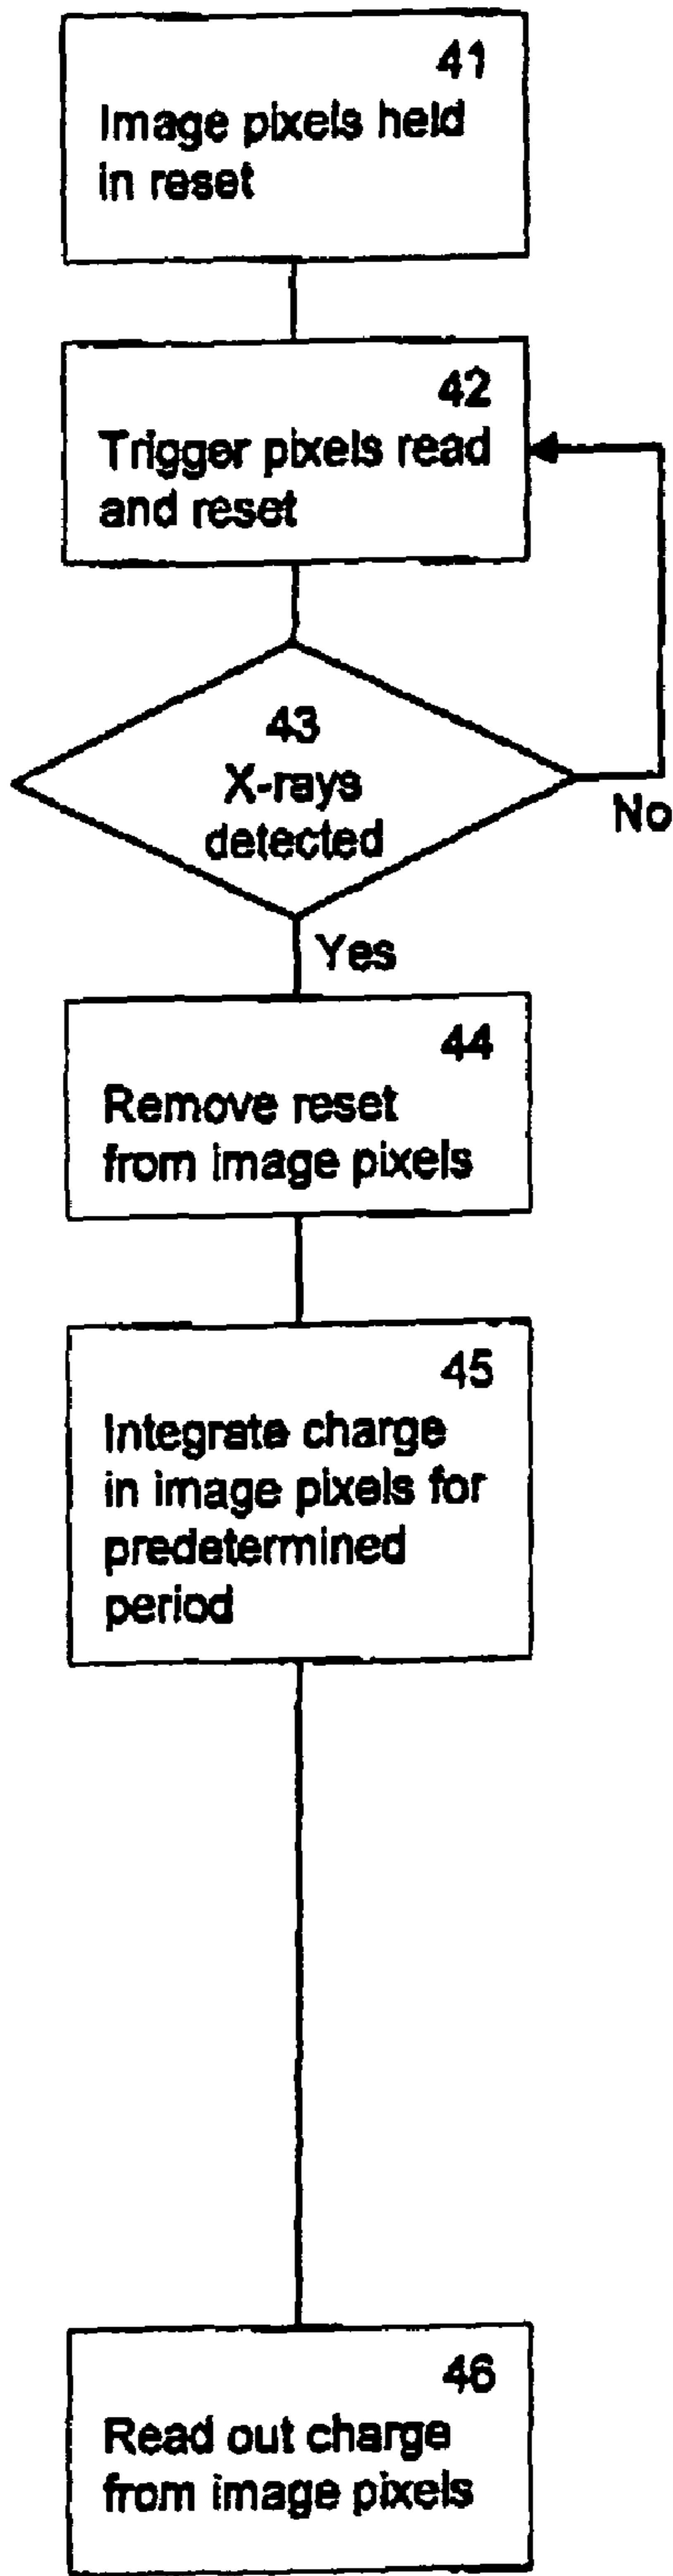 41
Image pixels held
in reset
42
Trigger pixels read
and reset
43
X-rays
detected
No
Yes
44
Remove reset
from image pixels
45
Integrate charge
in image pixels for
predetermined
period
46
Read out charge
from image pixels